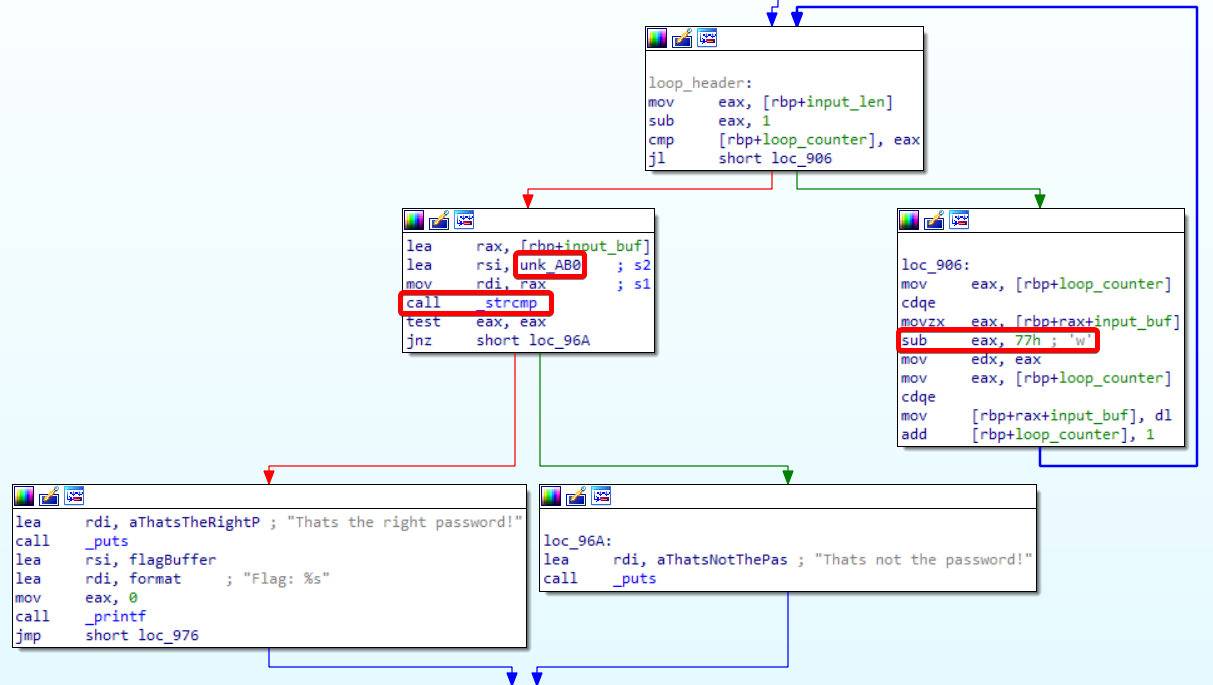 loop_header:
mov eax, [rbp+input_len]
sub eax, 1
cmp [rbp+loop_counter], eax
jl short loc_906
lea rax, [rbp+input_buf]
lea rsi, unk_AB0 ; s2
mov rdi, rax ; s1
call _strcmp
test eax, eax
jnz short loc_96A
loc_906:
mov eax, [rbp+loop_counter]
cdqe
movzx eax, [rbp+rax+input_buf]
sub eax, 77h ; 'w'
mov edx, eax
mov eax, [rbp+loop_counter]
cdqe
mov [rbp+rax+input_buf], dl
add [rbp+loop_counter], 1
lea rdi, aThatsTheRightP ; "Thats the right password!"
call _puts
lea rsi, flagBuffer
lea rdi, format ; "Flag: %s"
mov eax, 0
call _printf
jmp short loc_976
loc_96A:
lea rdi, aThatsNotThePas ; "Thats not the password!"
call _puts